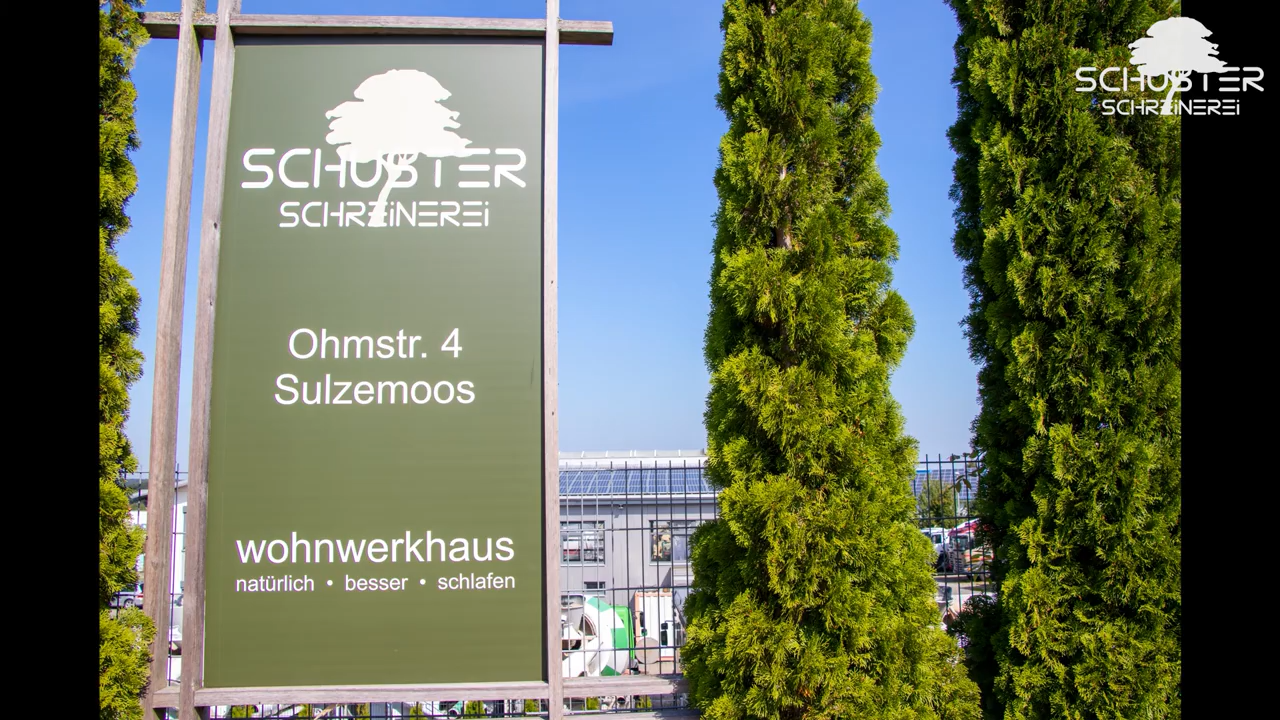 SCHUSTER
SCHREiNEREi
Ohmstr. 4
Sulzemoos
wohnwerkhaus
natürlich • besser • schlafen
SCHUSTER
SCHREiNEREi